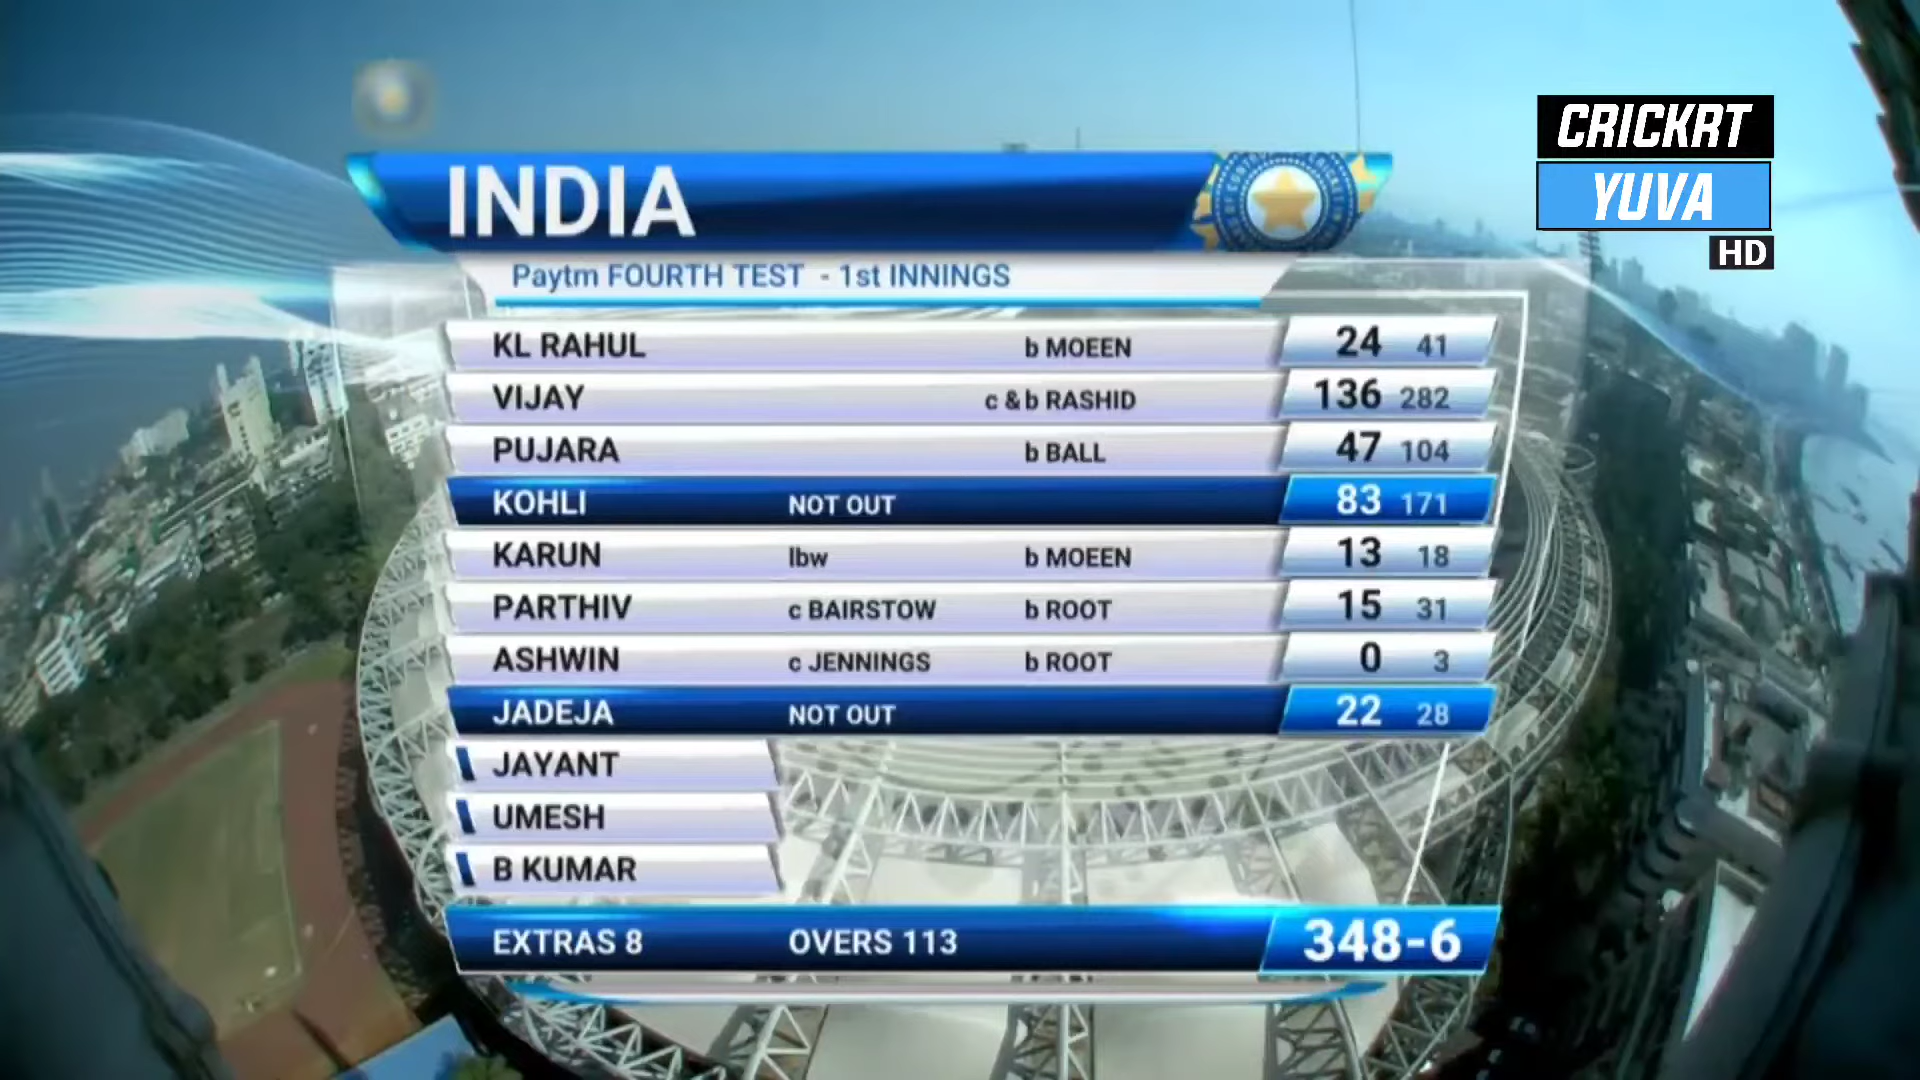 CRICKRT
YUVA
HD
INDIA
Paytm FOURTH TEST - 1st INNINGS
KL RAHUL b MOEEN 24 41
VIJAY c & b RASHID 136 282
PUJARA b BALL 47 104
KOHLI NOT OUT 83 171
KARUN lbw b MOEEN 13 18
PARTHIV c BAIRSTOW b ROOT 15 31
ASHWIN c JENNINGS b ROOT 0 3
JADEJA NOT OUT 22 28
JAYANT
UMESH
B KUMAR
EXTRAS 8 OVERS 113 348-6